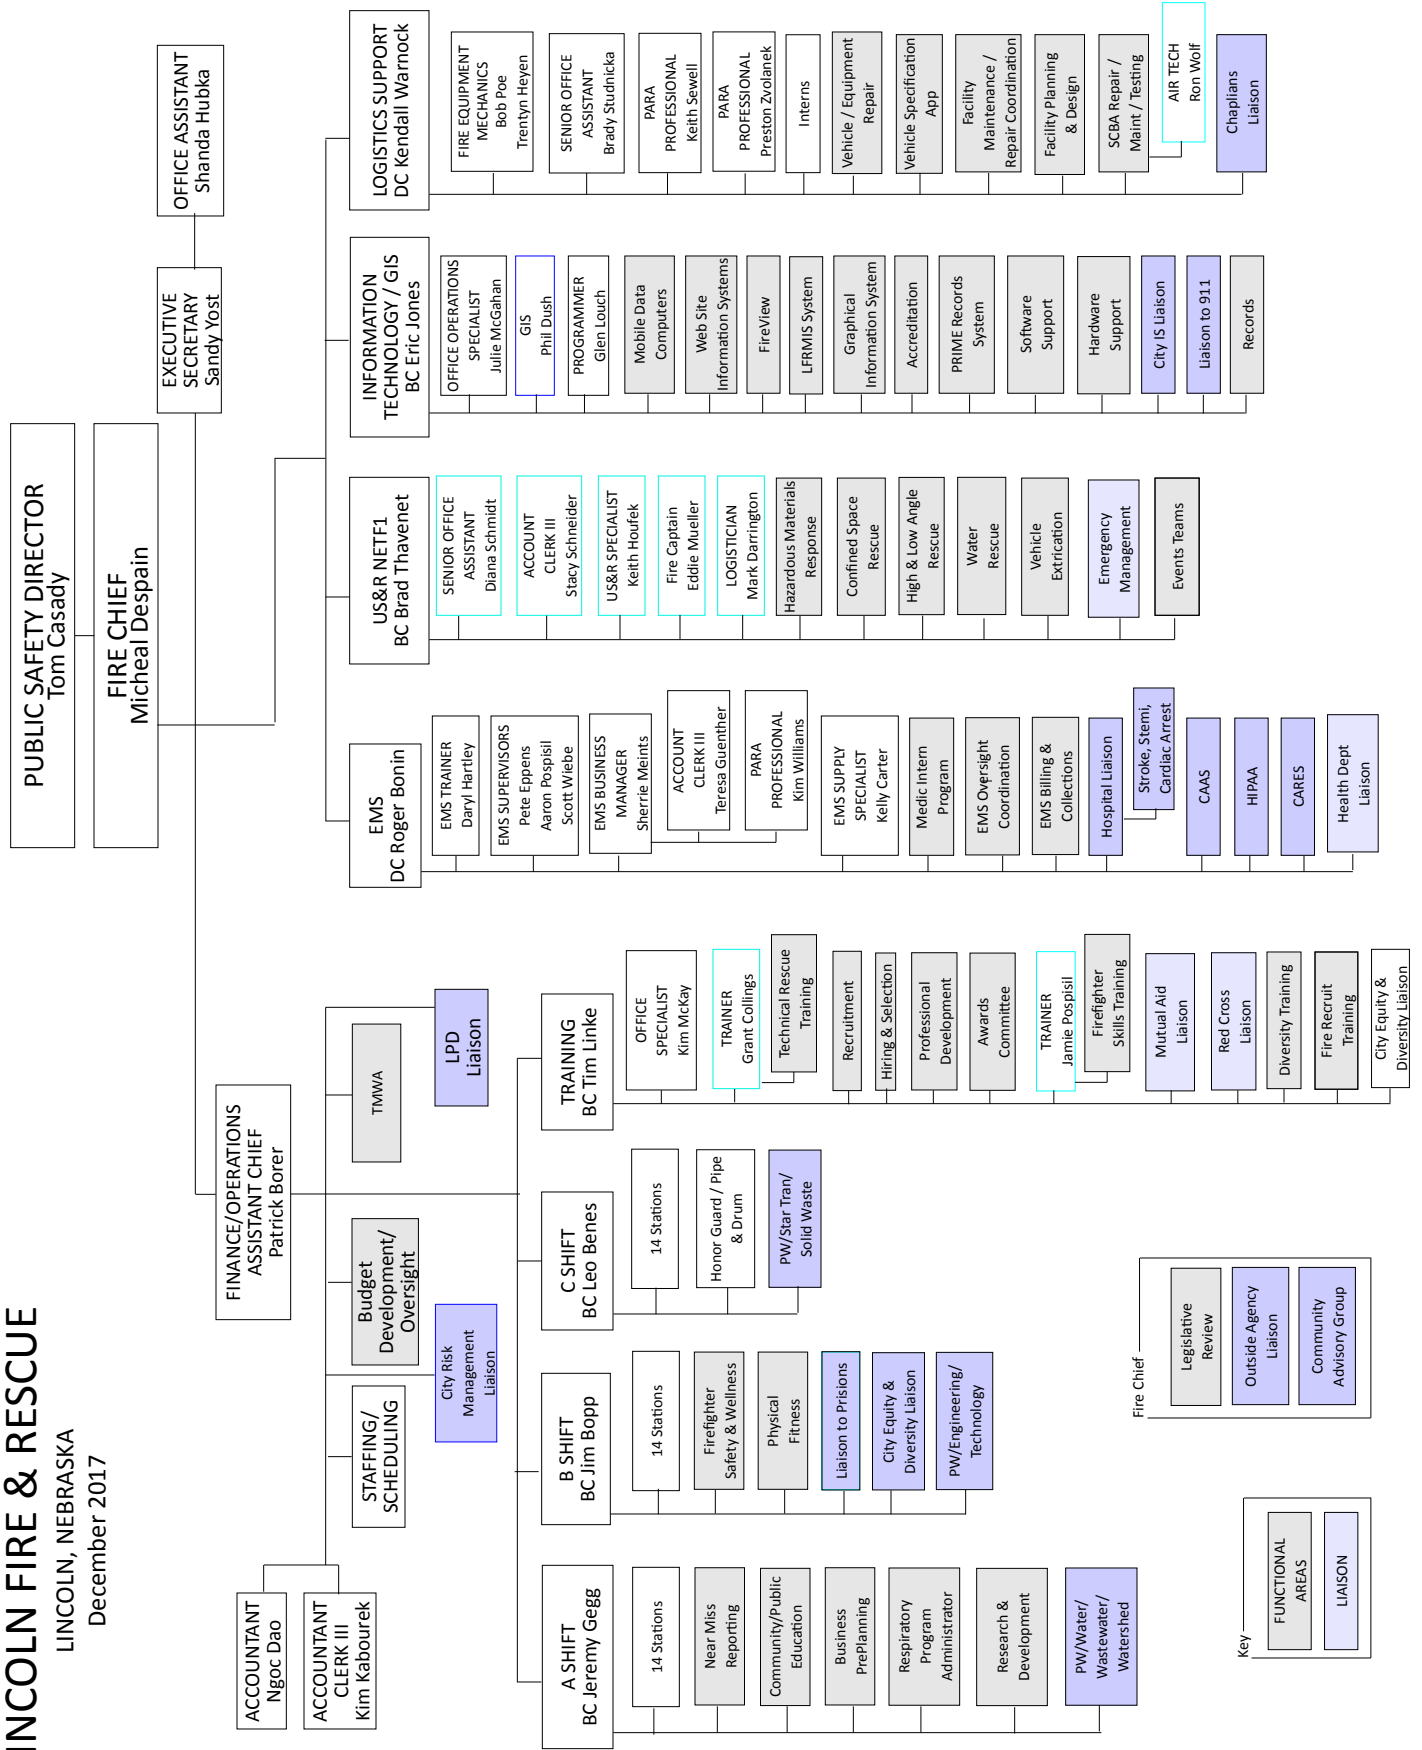 INCOLN FIRE & RESCUE
LINCOLN, NEBRASKA
December 2017
PUBLIC SAFETY DIRECTOR
Tom Casady
FIRE CHIEF
Micheal Despain
EXECUTIVE
SECRETARY
Sandy Yost
OFFICE ASSISTANT
Shanda Hubka
FINANCE/OPERATIONS
ASSISTANT CHIEF
Patrick Borer
ACCOUNTANT
Ngoc Dao
ACCOUNTANT
CLERK III
Kim Kabourek
STAFFING/
SCHEDULING
Budget
Development/
Oversight
TMWA
City Risk
Management
Liaison
LPD
Liaison
A SHIFT
BC Jeremy Gegg
14 Stations
Near Miss
Reporting
Community/Public
Education
Business
PrePlanning
Respiratory
Program
Administrator
Research &
Development
PW/Water/
Wastewater/
Watershed
B SHIFT
BC Jim Bopp
14 Stations
Firefighter
Safety & Wellness
Physical
Fitness
Liaison to Prisions
City Equity &
Diversity Liaison
PW/Engineering/
Technology
C SHIFT
BC Leo Benes
14 Stations
Honor Guard / Pipe
& Drum
PW/Star Tran/
Solid Waste
TRAINING
BC Tim Linke
OFFICE
SPECIALIST
Kim McKay
TRAINER
Grant Collings
Technical Rescue
Training
Recruitment
Hiring & Selection
Professional
Development
Awards
Committee
TRAINER
Jamie Pospisil
Firefighter
Skills Training
Mutual Aid
Liaison
Red Cross
Liaison
Diversity Training
Fire Recruit
Training
City Equity &
Diversity Liaison
EMS
DC Roger Bonin
EMS TRAINER
Daryl Hartley
EMS SUPERVISORS
Pete Eppens
Aaron Pospisil
Scott Wiebe
EMS BUSINESS
MANAGER
Sherrie Meints
ACCOUNT
CLERK III
Teresa Guenther
PARA
PROFESSIONAL
Kim Williams
EMS SUPPLY
SPECIALIST
Kelly Carter
Medic Intern
Program
EMS Oversight
Coordination
EMS Billing &
Collections
Hospital Liaison
Stroke, Stemi,
Cardiac Arrest
CAAS
HIPAA
CARES
Health Dept
Liaison
US&R NETF1
BC Brad Thavenet
SENIOR OFFICE
ASSISTANT
Diana Schmidt
ACCOUNT
CLERK III
Stacy Schneider
US&R SPECIALIST
Keith Houfek
Fire Captain
Eddie Mueller
LOGISTICIAN
Mark Darrington
Hazardous Materials
Response
Confined Space
Rescue
High & Low Angle
Rescue
Water
Rescue
Vehicle
Extrication
Emergency
Management
Events Teams
INFORMATION
TECHNOLOGY / GIS
BC Eric Jones
OFFICE OPERATIONS
SPECIALIST
Julie McGahan
GIS
Phil Dush
PROGRAMMER
Glen Louch
Mobile Data
Computers
Web Site
Information Systems
FireView
LFRMIS System
Graphical
Information System
Accreditation
PRIME Records
System
Software
Support
Hardware
Support
City IS Liaison
Liaison to 911
Records
LOGISTICS SUPPORT
DC Kendall Warnock
FIRE EQUIPMENT
MECHANICS
Bob Poe
Trentyn Heyen
SENIOR OFFICE
ASSISTANT
Brady Studnicka
PARA
PROFESSIONAL
Keith Sewell
PARA
PROFESSIONAL
Preston Zvolanek
Interns
Vehicle / Equipment
Repair
Vehicle Specification
App
Facility
Maintenance /
Repair Coordination
Facility Planning
& Design
SCBA Repair /
Maint / Testing
AIR TECH
Ron Wolf
Chaplians
Liaison
Key
FUNCTIONAL
AREAS
LIAISON
Fire Chief
Legislative
Review
Outside Agency
Liaison
Community
Advisory Group